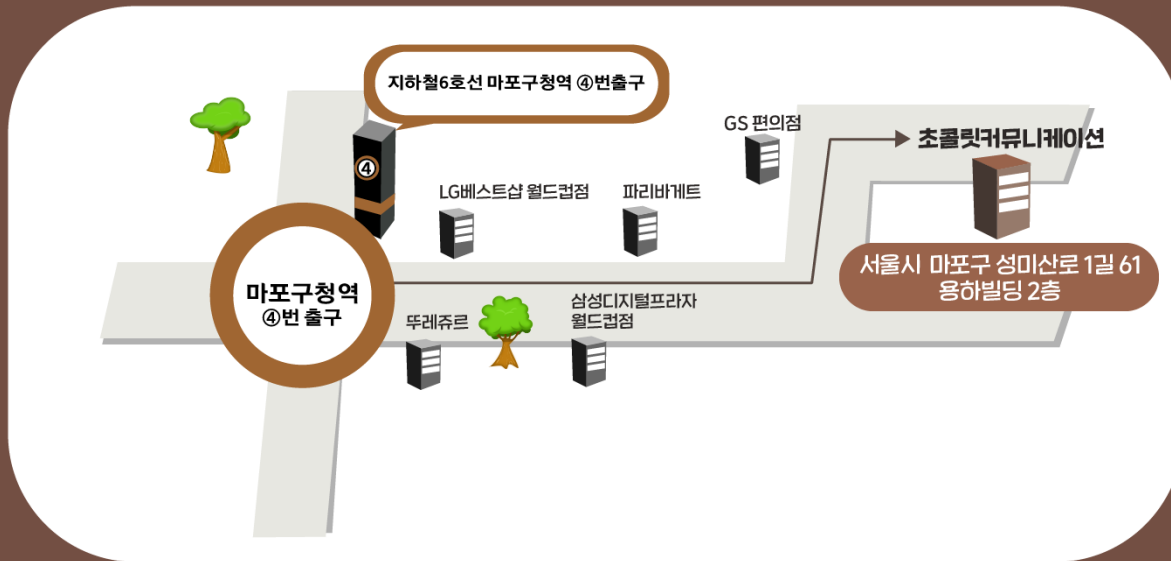 지하철6호선 마포구청역 ④번출구
④
GS 편의점
초콜릿커뮤니케이션
LG베스트샵 월드컵점
파리바게트
서울시 마포구 성미산로 1길 61
용하빌딩 2층
마포구청역
④번 출구
뚜레쥬르
삼성디지털프라자
월드컵점